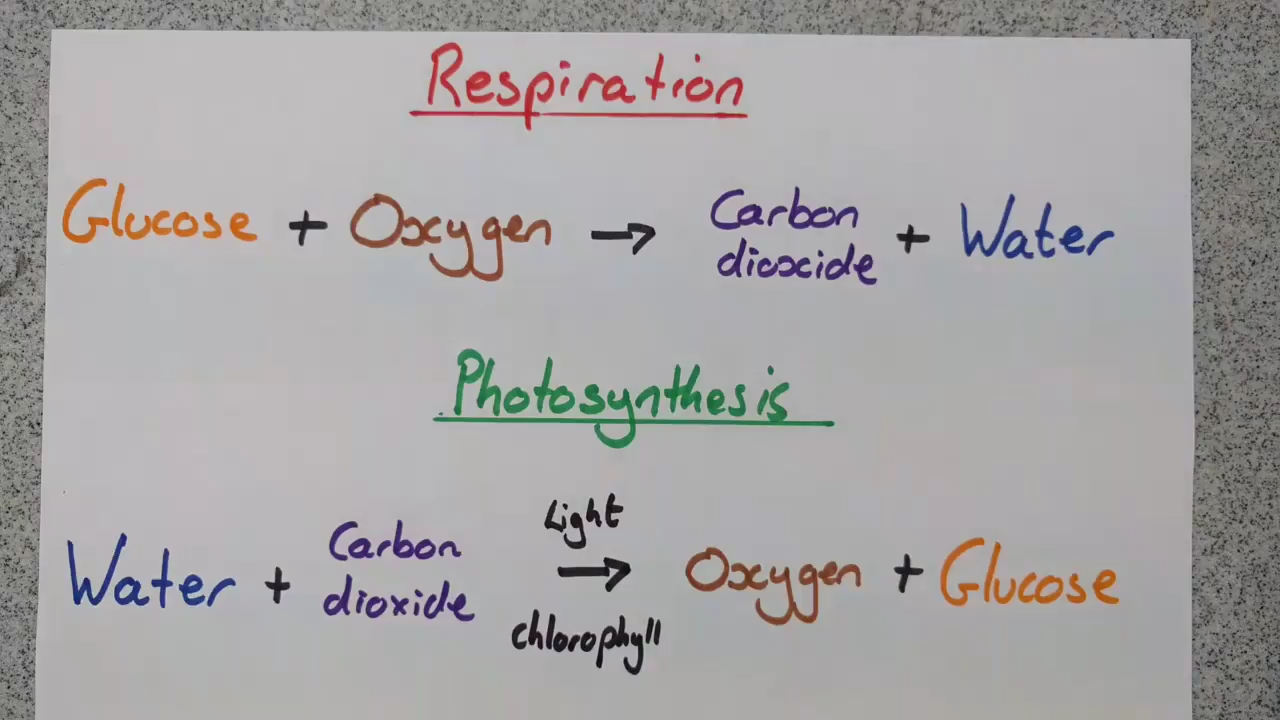 Respiration
Glucose + Oxygen → Carbon dioxide + Water
Photosynthesis
Light
Water + Carbon dioxide → Oxygen + Glucose
chlorophyll